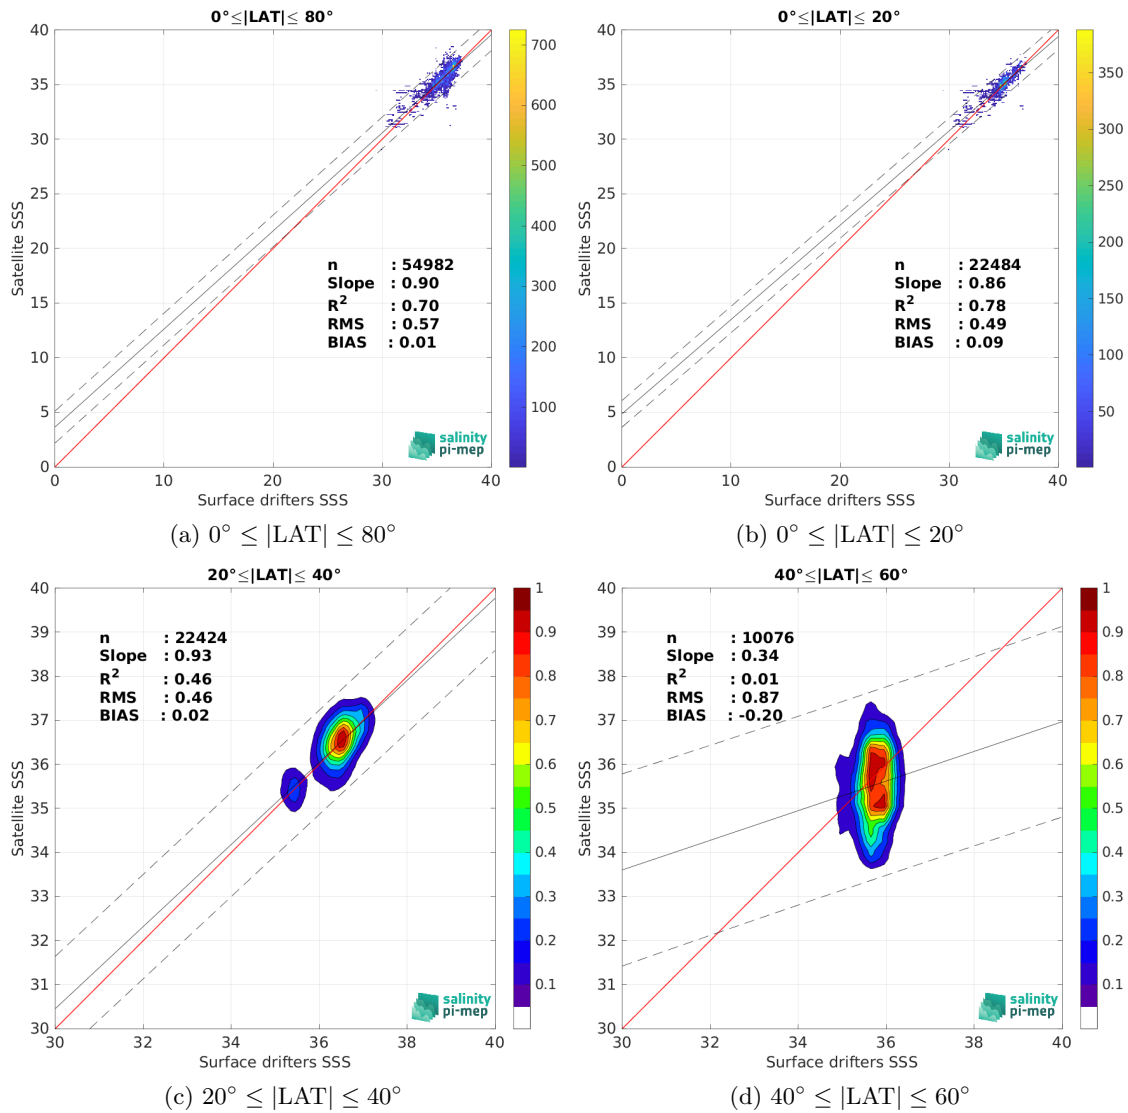 0°≤|LAT|≤ 80°
40
35
30
25
20
15
10
5
0
0 10 20 30 40
Satellite SSS
Surface drifters SSS
n : 54982
Slope : 0.90
R² : 0.70
RMS : 0.57
BIAS : 0.01
salinity
pi-mep
700
600
500
400
300
200
100
(a) 0° ≤ |LAT| ≤ 80°
0°≤|LAT|≤ 20°
40
35
30
25
20
15
10
5
0
0 10 20 30 40
Satellite SSS
Surface drifters SSS
n : 22484
Slope : 0.86
R² : 0.78
RMS : 0.49
BIAS : 0.09
salinity
pi-mep
350
300
250
200
150
100
50
(b) 0° ≤ |LAT| ≤ 20°
20°≤|LAT|≤ 40°
40
39
38
37
36
35
34
33
32
31
30
30 32 34 36 38 40
Satellite SSS
Surface drifters SSS
n : 22424
Slope : 0.93
R² : 0.46
RMS : 0.46
BIAS : 0.02
salinity
pi-mep
1
0.9
0.8
0.7
0.6
0.5
0.4
0.3
0.2
0.1
(c) 20° ≤ |LAT| ≤ 40°
40°≤|LAT|≤ 60°
40
39
38
37
36
35
34
33
32
31
30
30 32 34 36 38 40
Satellite SSS
Surface drifters SSS
n : 10076
Slope : 0.34
R² : 0.01
RMS : 0.87
BIAS : -0.20
salinity
pi-mep
1
0.9
0.8
0.7
0.6
0.5
0.4
0.3
0.2
0.1
(d) 40° ≤ |LAT| ≤ 60°